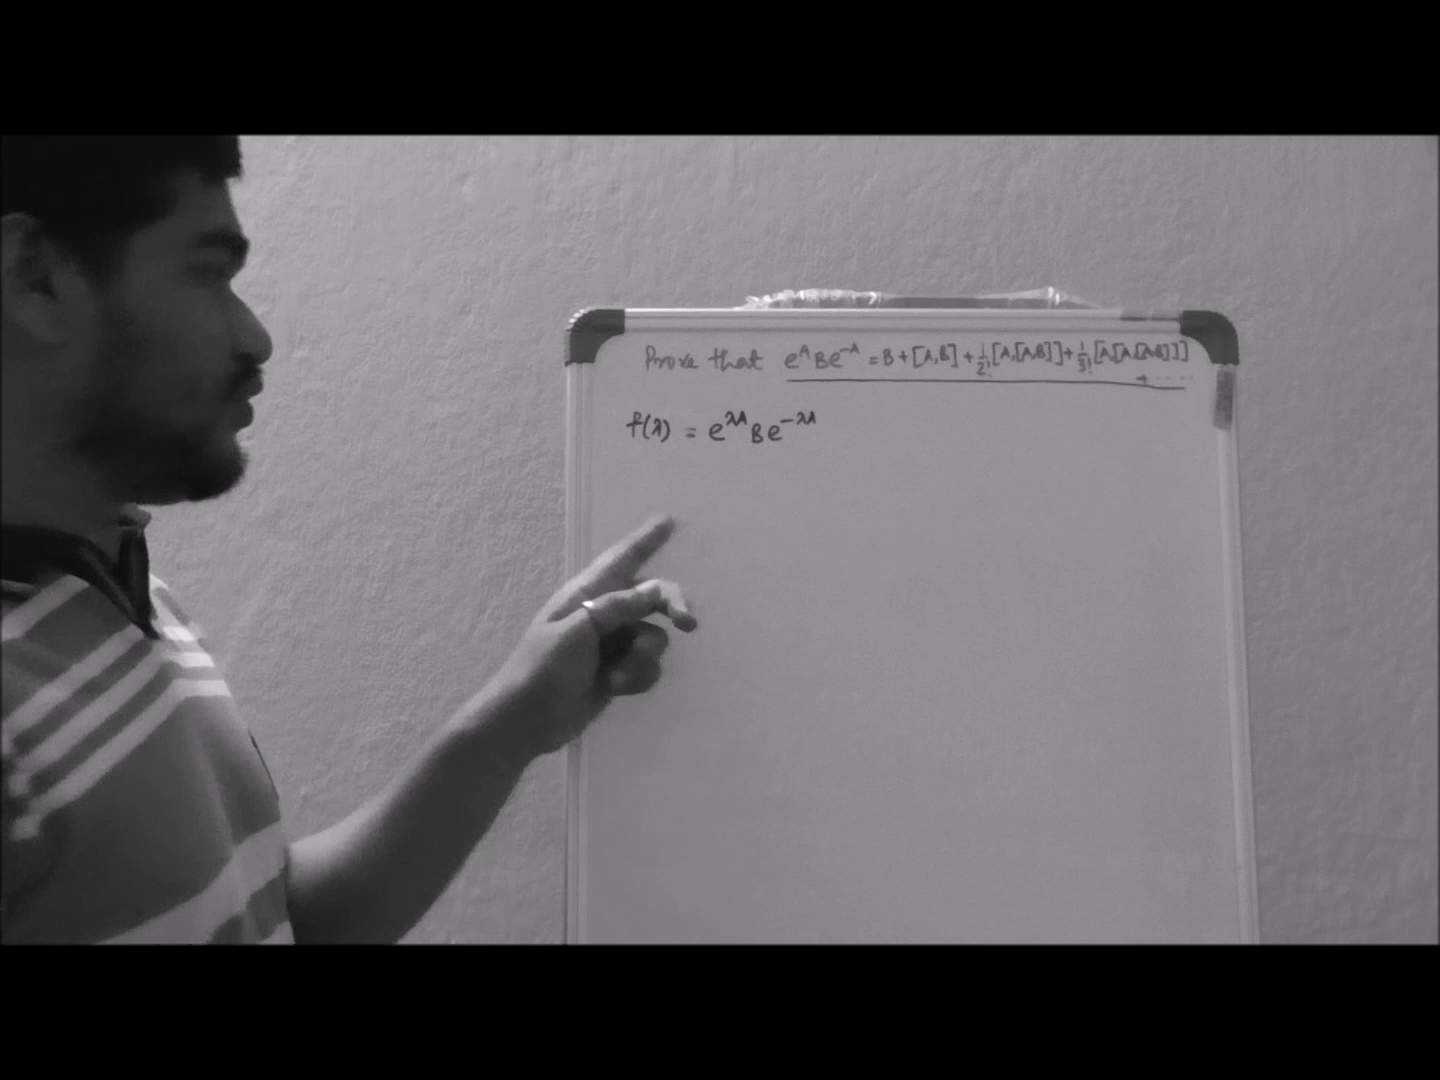 Prove that e^A B e^-A = B + [A,B] + 1/2! [A,[A,B]] + 1/3! [A,[A,[A,B]]]
+ ....
f(λ) = e^λA B e^-λA